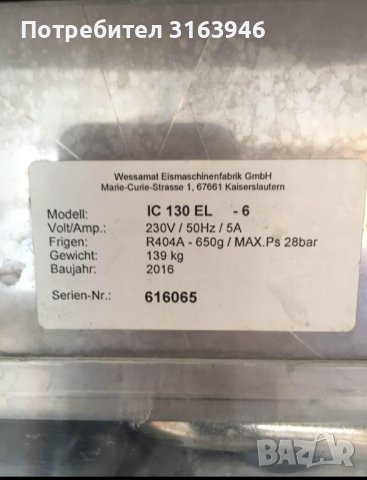 Потребител 3163946
Wessamat Eismaschinenfabrik GmbH
Marie-Curie-Strasse 1, 67661 Kaiserslautern
Modell: IC 130 EL - 6
Volt/Amp.: 230V / 50Hz / 5A
Frigen: R404A - 650g / MAX.Ps 28bar
Gewicht: 139 kg
Baujahr: 2016
Serien-Nr.: 616065
BAZAR